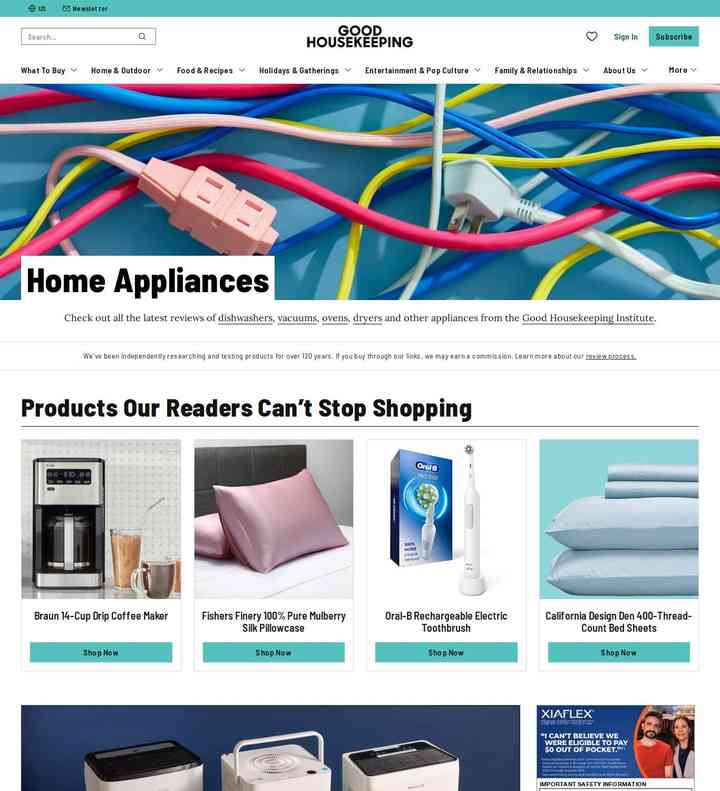 US
Newsletter
Search...
GOOD
HOUSEKEEPING
Sign In
Subscribe
What To Buy
Home & Outdoor
Food & Recipes
Holidays & Gatherings
Entertainment & Pop Culture
Family & Relationships
About Us
More
Home Appliances
Check out all the latest reviews of dishwashers, vacuums, ovens, dryers and other appliances from the Good Housekeeping Institute.
We've been independently researching and testing products for over 120 years. If you buy through our links, we may earn a commission. Learn more about our review process.
Products Our Readers Can’t Stop Shopping
Oral-B
Braun 14-Cup Drip Coffee Maker
Fishers Finery 100% Pure Mulberry
Silk Pillowcase
Oral-B Rechargeable Electric
Toothbrush
California Design Den 400-Thread-
Count Bed Sheets
Shop Now
Shop Now
Shop Now
Shop Now
XIAFLEX
“I CAN'T BELIEVE WE
WERE ELIGIBLE TO PAY
$0 OUT OF POCKET.”
IMPORTANT SAFETY INFORMATION